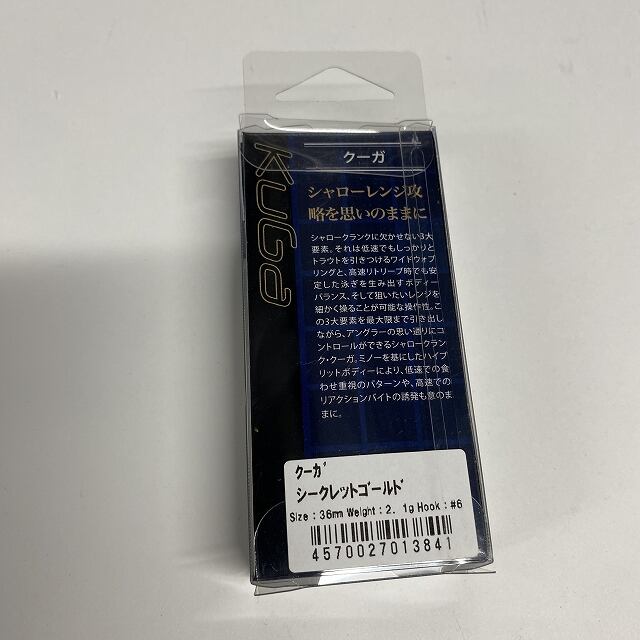 KUGA
クーガ
シャローレンジ攻
略を思いのままに
シャロークランクに欠かせない3大
要素。それは低速でもしっかりと
トラウトを引きつけるワイドウォブ
リングと、高速リトリーブ時でも安
定した泳ぎを生み出すボディー
バランス、そして狙いたいレンジを
細かく操ることが可能な操作性。こ
の3大要素を最大限まで引き出し
ながら、アングラーの思い通りにコ
ントロールができるシャロークラン
ク・クーガ。ミノーを基にしたハイブ
リットボディーにより、低速での食
わせ重視のパターンや、高速での
リアクションバイトの誘発も意のま
まに。
クーガ
シークレットゴールド
Size：36mm Weight：2.1g Hook：#6
4570027013841